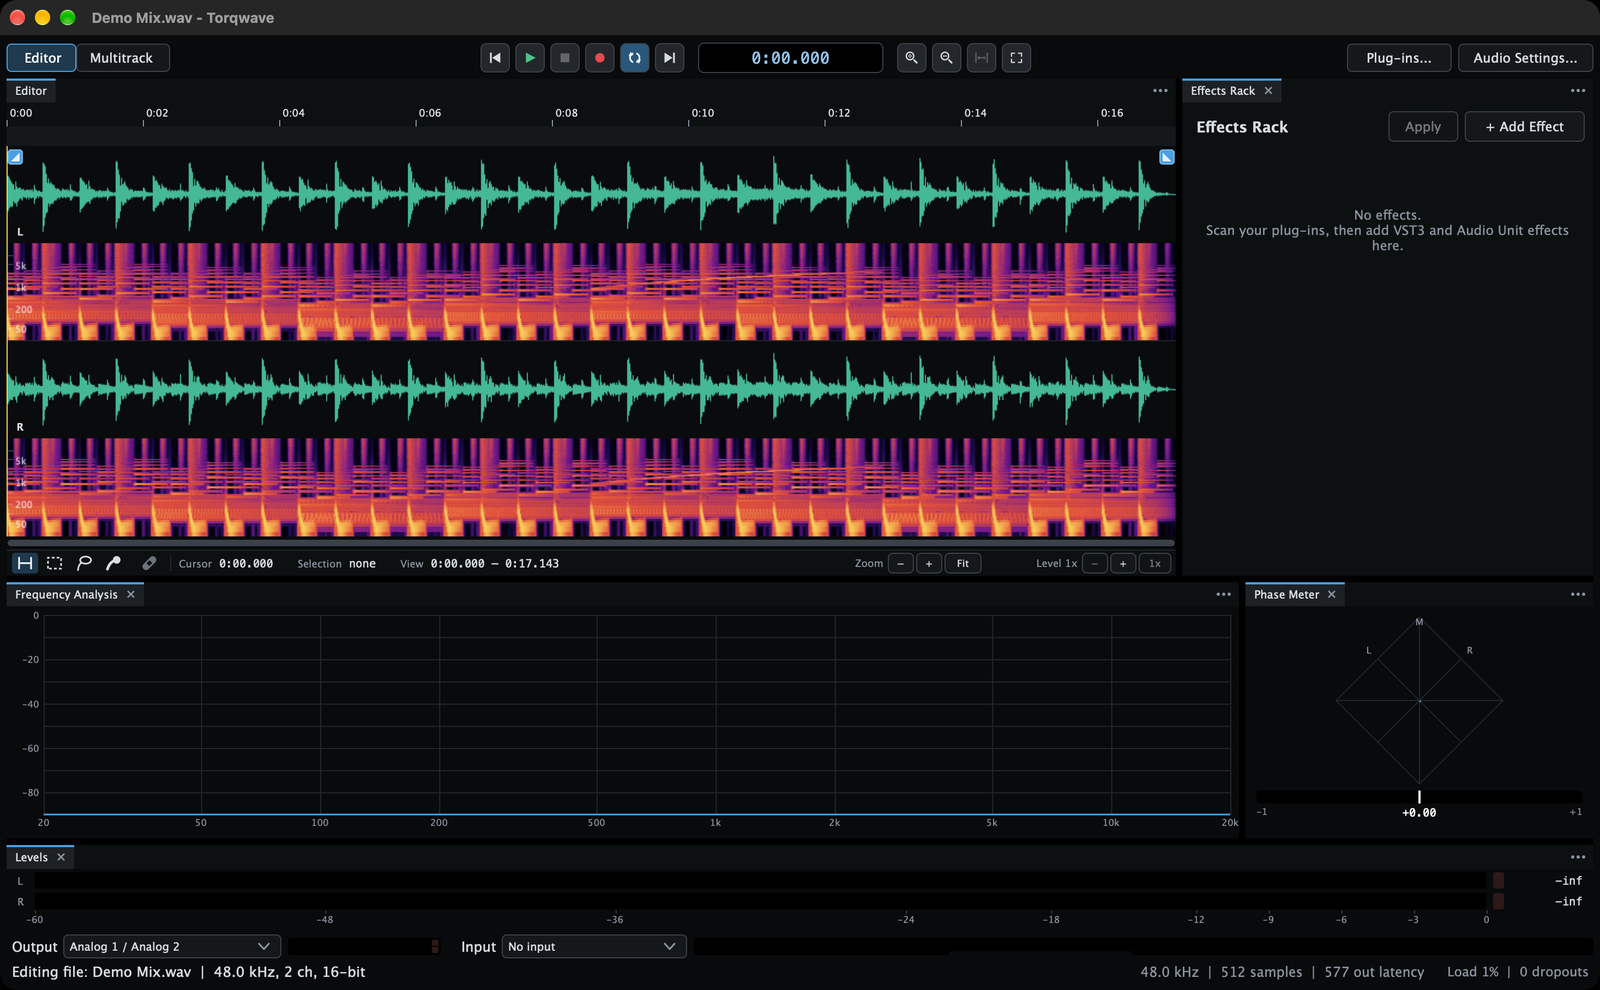 Demo Mix.wav - Torqwave
Editor Multitrack 0:00.000 Plug-ins... Audio Settings...
Editor
0:00 0:02 0:04 0:06 0:08 0:10 0:12 0:14 0:16
L
5k
1k
200
50
R
5k
1k
200
50
Cursor 0:00.000 Selection none View 0:00.000 – 0:17.143 Zoom – + Fit Level 1x – + 1x
Effects Rack
Effects Rack Apply + Add Effect
No effects.
Scan your plug-ins, then add VST3 and Audio Unit effects
here.
Frequency Analysis
0
-20
-40
-60
-80
20 50 100 200 500 1k 2k 5k 10k 20k
Phase Meter
M
L R
-1 +0.00 +1
Levels
L -inf
R -inf
-60 -48 -36 -24 -18 -12 -9 -6 -3 0
Output Analog 1 / Analog 2 Input No input
Editing file: Demo Mix.wav | 48.0 kHz, 2 ch, 16-bit 48.0 kHz | 512 samples | 577 out latency Load 1% | 0 dropouts